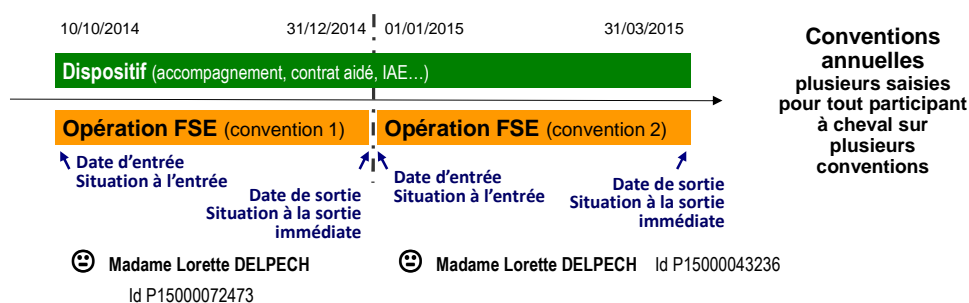 10/10/2014 31/12/2014 01/01/2015 31/03/2015
Dispositif (accompagnement, contrat aidé, IAE…)
Opération FSE (convention 1) Opération FSE (convention 2)
Date d'entrée
Situation à l'entrée
Date de sortie
Situation à la sortie
immédiate
Date d'entrée
Situation à l'entrée
Date de sortie
Situation à la sortie
immédiate
Madame Lorette DELPECH
Id P15000072473
Madame Lorette DELPECH Id P15000043236
Conventions
annuelles
plusieurs saisies
pour tout participant
à cheval sur
plusieurs
conventions